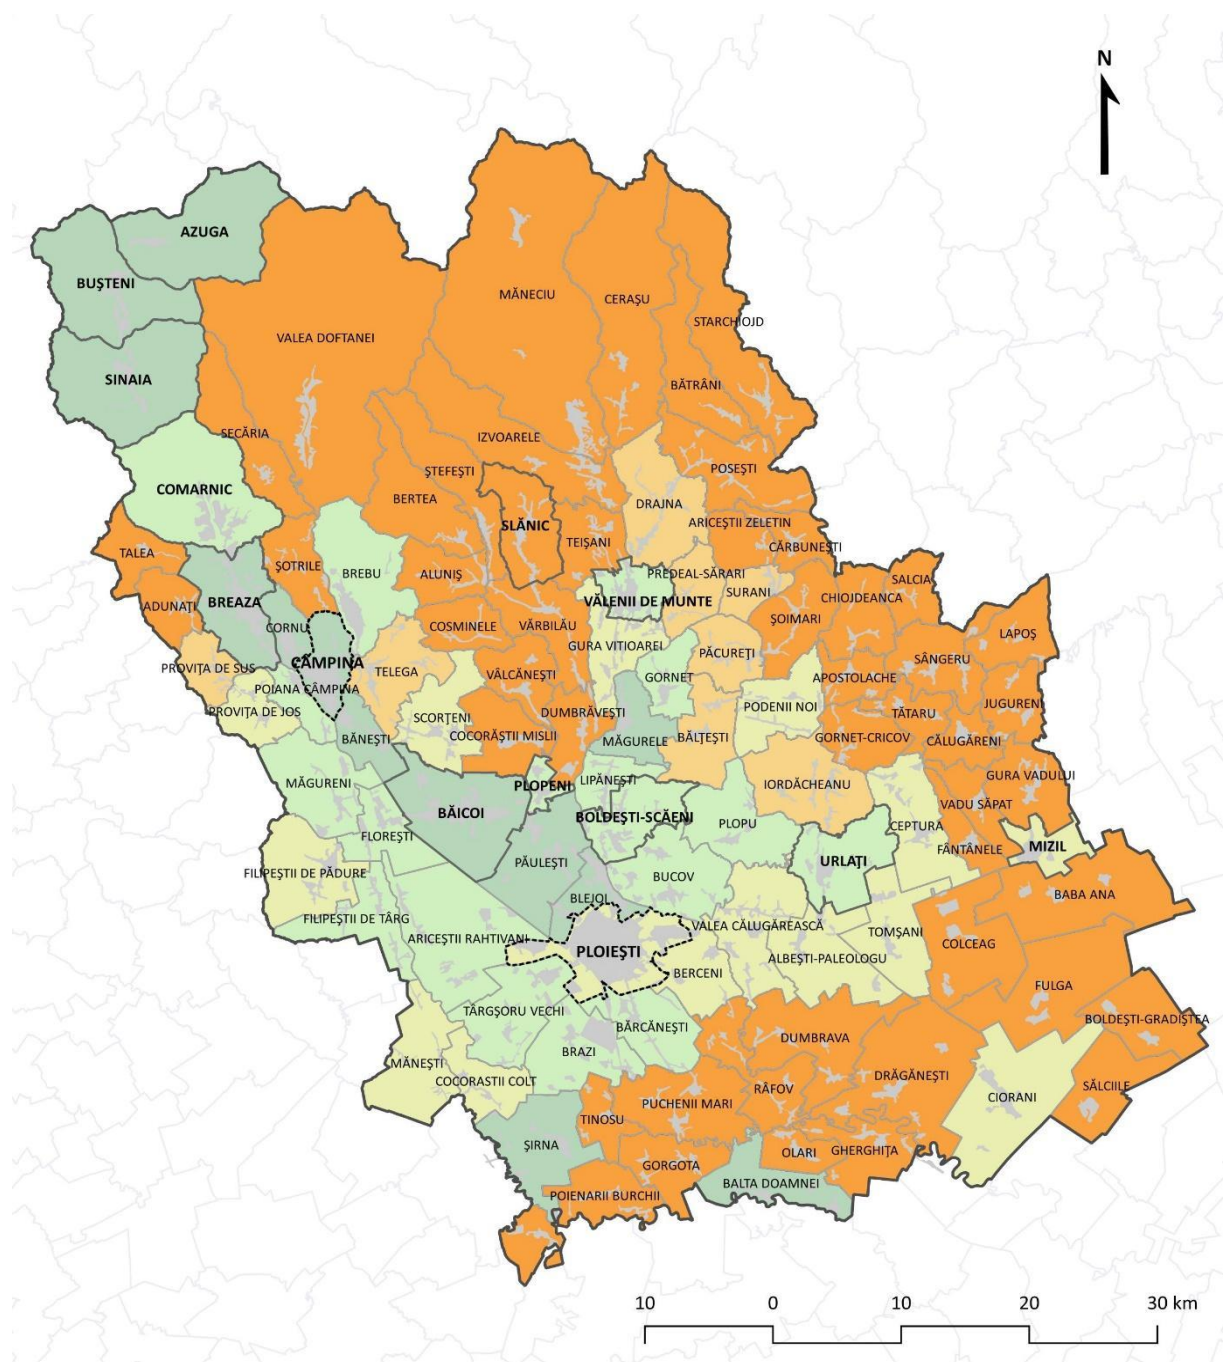 N
AZUGA
BUŞTENI
MĂNECIU
CERAŞU
STARCHIOJD
VALEA DOFTANEI
SINAIA
BĂTRÂNI
SECĂRIA
IZVOARELE
ŞTEFEŞTI
POSEŞTI
COMARNIC
BERTEA
DRAJNA
SLĂNIC
ARICEŞTII ZELETIN
TEIŞANI
CĂRBUNEŞTI
TALEA
ŞOTRILE
BREBU
ALUNIŞ
PREDEAL-SĂRARI
SALCIA
SURANI
CHIOJDEANCA
BREAZA
VĂLENII DE MUNTE
ADUNAŢI
CORNU
COSMINELE
VĂRBILĂU
ŞOIMARI
LAPOŞ
GURA VITIOAREI
PĂCUREŢI
SÂNGERU
CÂMPINA
PROVIŢA DE SUS
TELEGA
VÂLCĂNEŞTI
GORNET
APOSTOLACHE
POIANA CÂMPINA
JUGURENI
PROVIŢA DE JOS
SCORŢENI
DUMBRĂVEŞTI
PODENII NOI
TĂTARU
BĂNEŞTI
COCORĂŞTII MISLII
MĂGURELE
BĂLŢEŞTI
GORNET-CRICOV
CĂLUGĂRENI
MĂGURENI
PLOPENI
LIPĂNEŞTI
IORDĂCHEANU
GURA VADULUI
VADU SĂPAT
BĂICOI
BOLDEŞTI-SCĂENI
PLOPU
CEPTURA
FLOREŞTI
FÂNTÂNELE
MIZIL
PĂULEŞTI
URLAŢI
FILIPEŞTII DE PĂDURE
BUCOV
BABA ANA
BLEJOI
FILIPEŞTII DE TÂRG
VALEA CĂLUGĂREASCĂ
TOMŞANI
ARICEŞTII RAHTIVANI
COLCEAG
PLOIEŞTI
ALBEŞTI-PALEOLOGU
BERCENI
FULGA
TÂRGŞORU VECHI
BĂRCĂNEŞTI
BOLDEŞTI-GRADIŞTEA
DUMBRAVA
BRAZI
MĂNEŞTI
DRĂGĂNEŞTI
COCORASTII COLT
RÂFOV
SĂLCIILE
CIORANI
PUCHENII MARI
TINOSU
ŞIRNA
OLARI
GHERGHIŢA
GORGOTA
BALTA DOAMNEI
POIENARII BURCHII
10 0 10 20 30 km